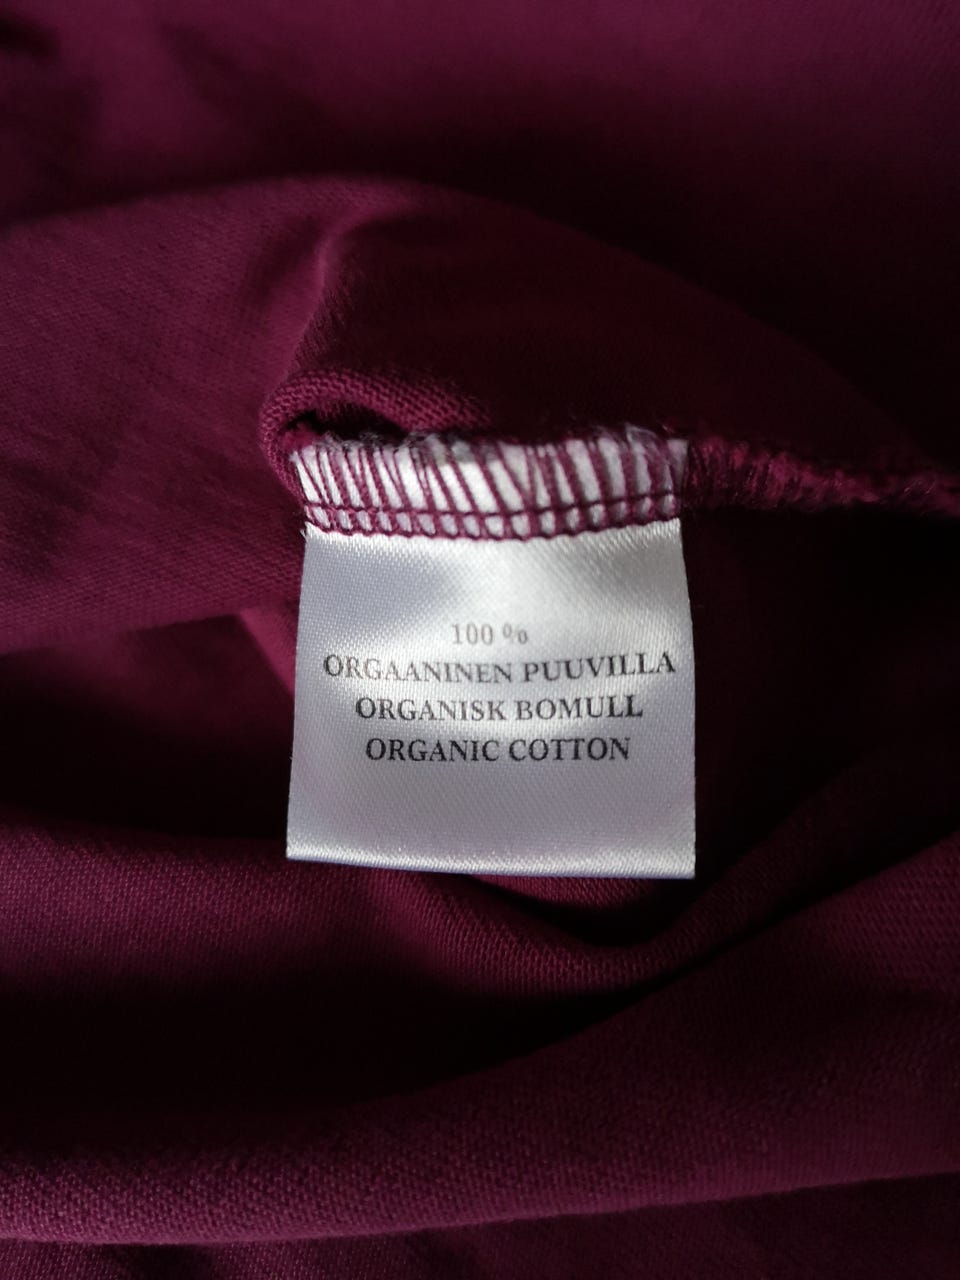 100 %
ORGAANINEN PUUVILLA
ORGANISK BOMULL
ORGANIC COTTON